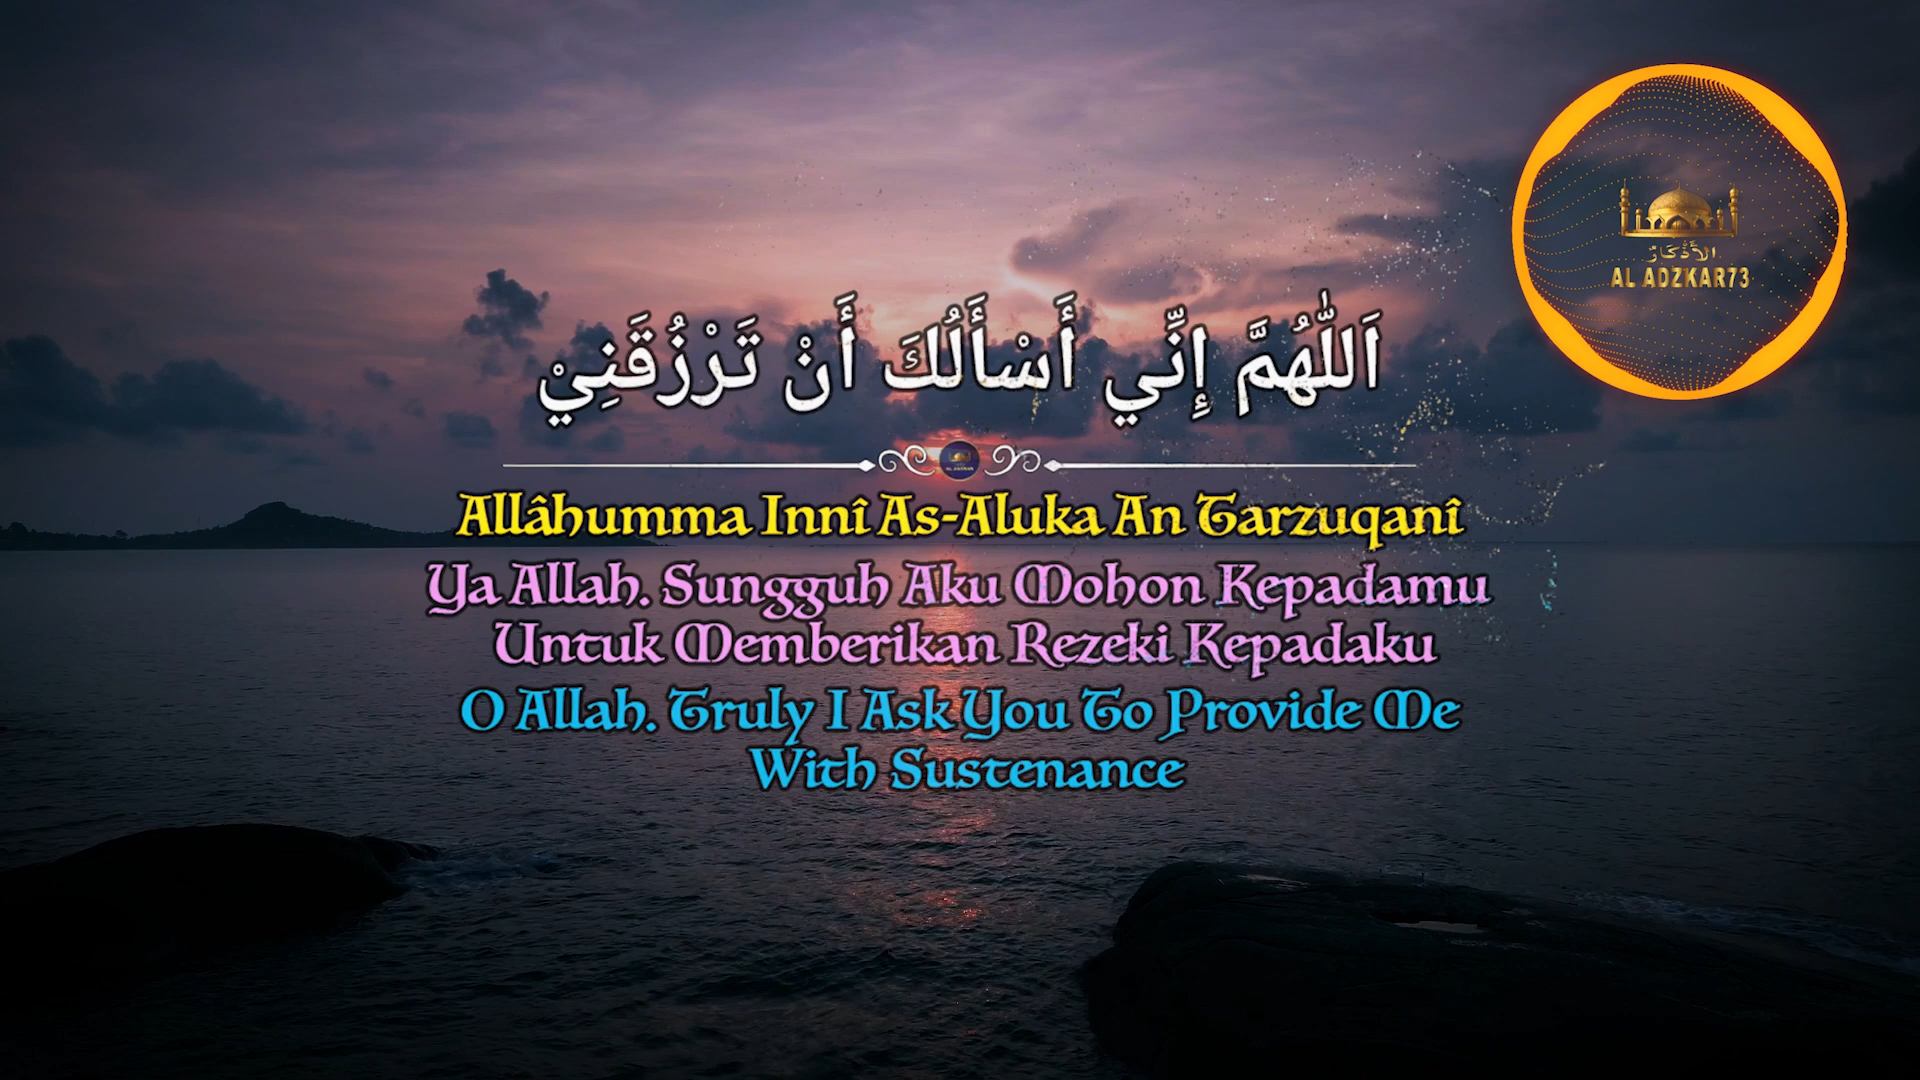 الأذكار
AL ADZKAR73
اَللّٰهُمَّ إِنِّي أَسْأَلُكَ أَنْ تَرْزُقَنِيْ
Allâhumma Innî As-Aluka An Tarzuqanî
Ya Allah. Sungguh Aku Mohon Kepadamu
Untuk Memberikan Rezeki Kepadaku
O Allah. Truly I Ask You To Provide Me
With Sustenance